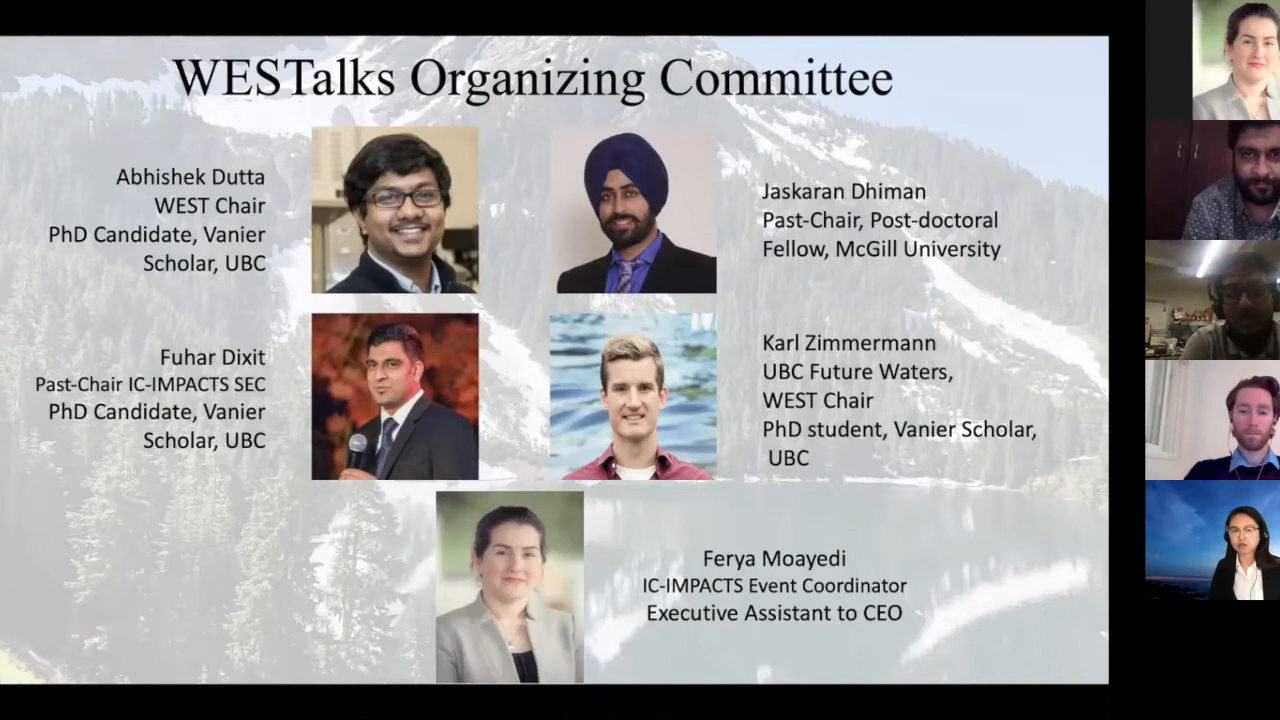 WESTalks Organizing Committee
Abhishek Dutta
WEST Chair
PhD Candidate, Vanier
Scholar, UBC
Jaskaran Dhiman
Past-Chair, Post-doctoral
Fellow, McGill University
Fuhar Dixit
Past-Chair IC-IMPACTS SEC
PhD Candidate, Vanier
Scholar, UBC
Karl Zimmermann
UBC Future Waters,
WEST Chair
PhD student, Vanier Scholar,
UBC
Ferya Moayedi
IC-IMPACTS Event Coordinator
Executive Assistant to CEO